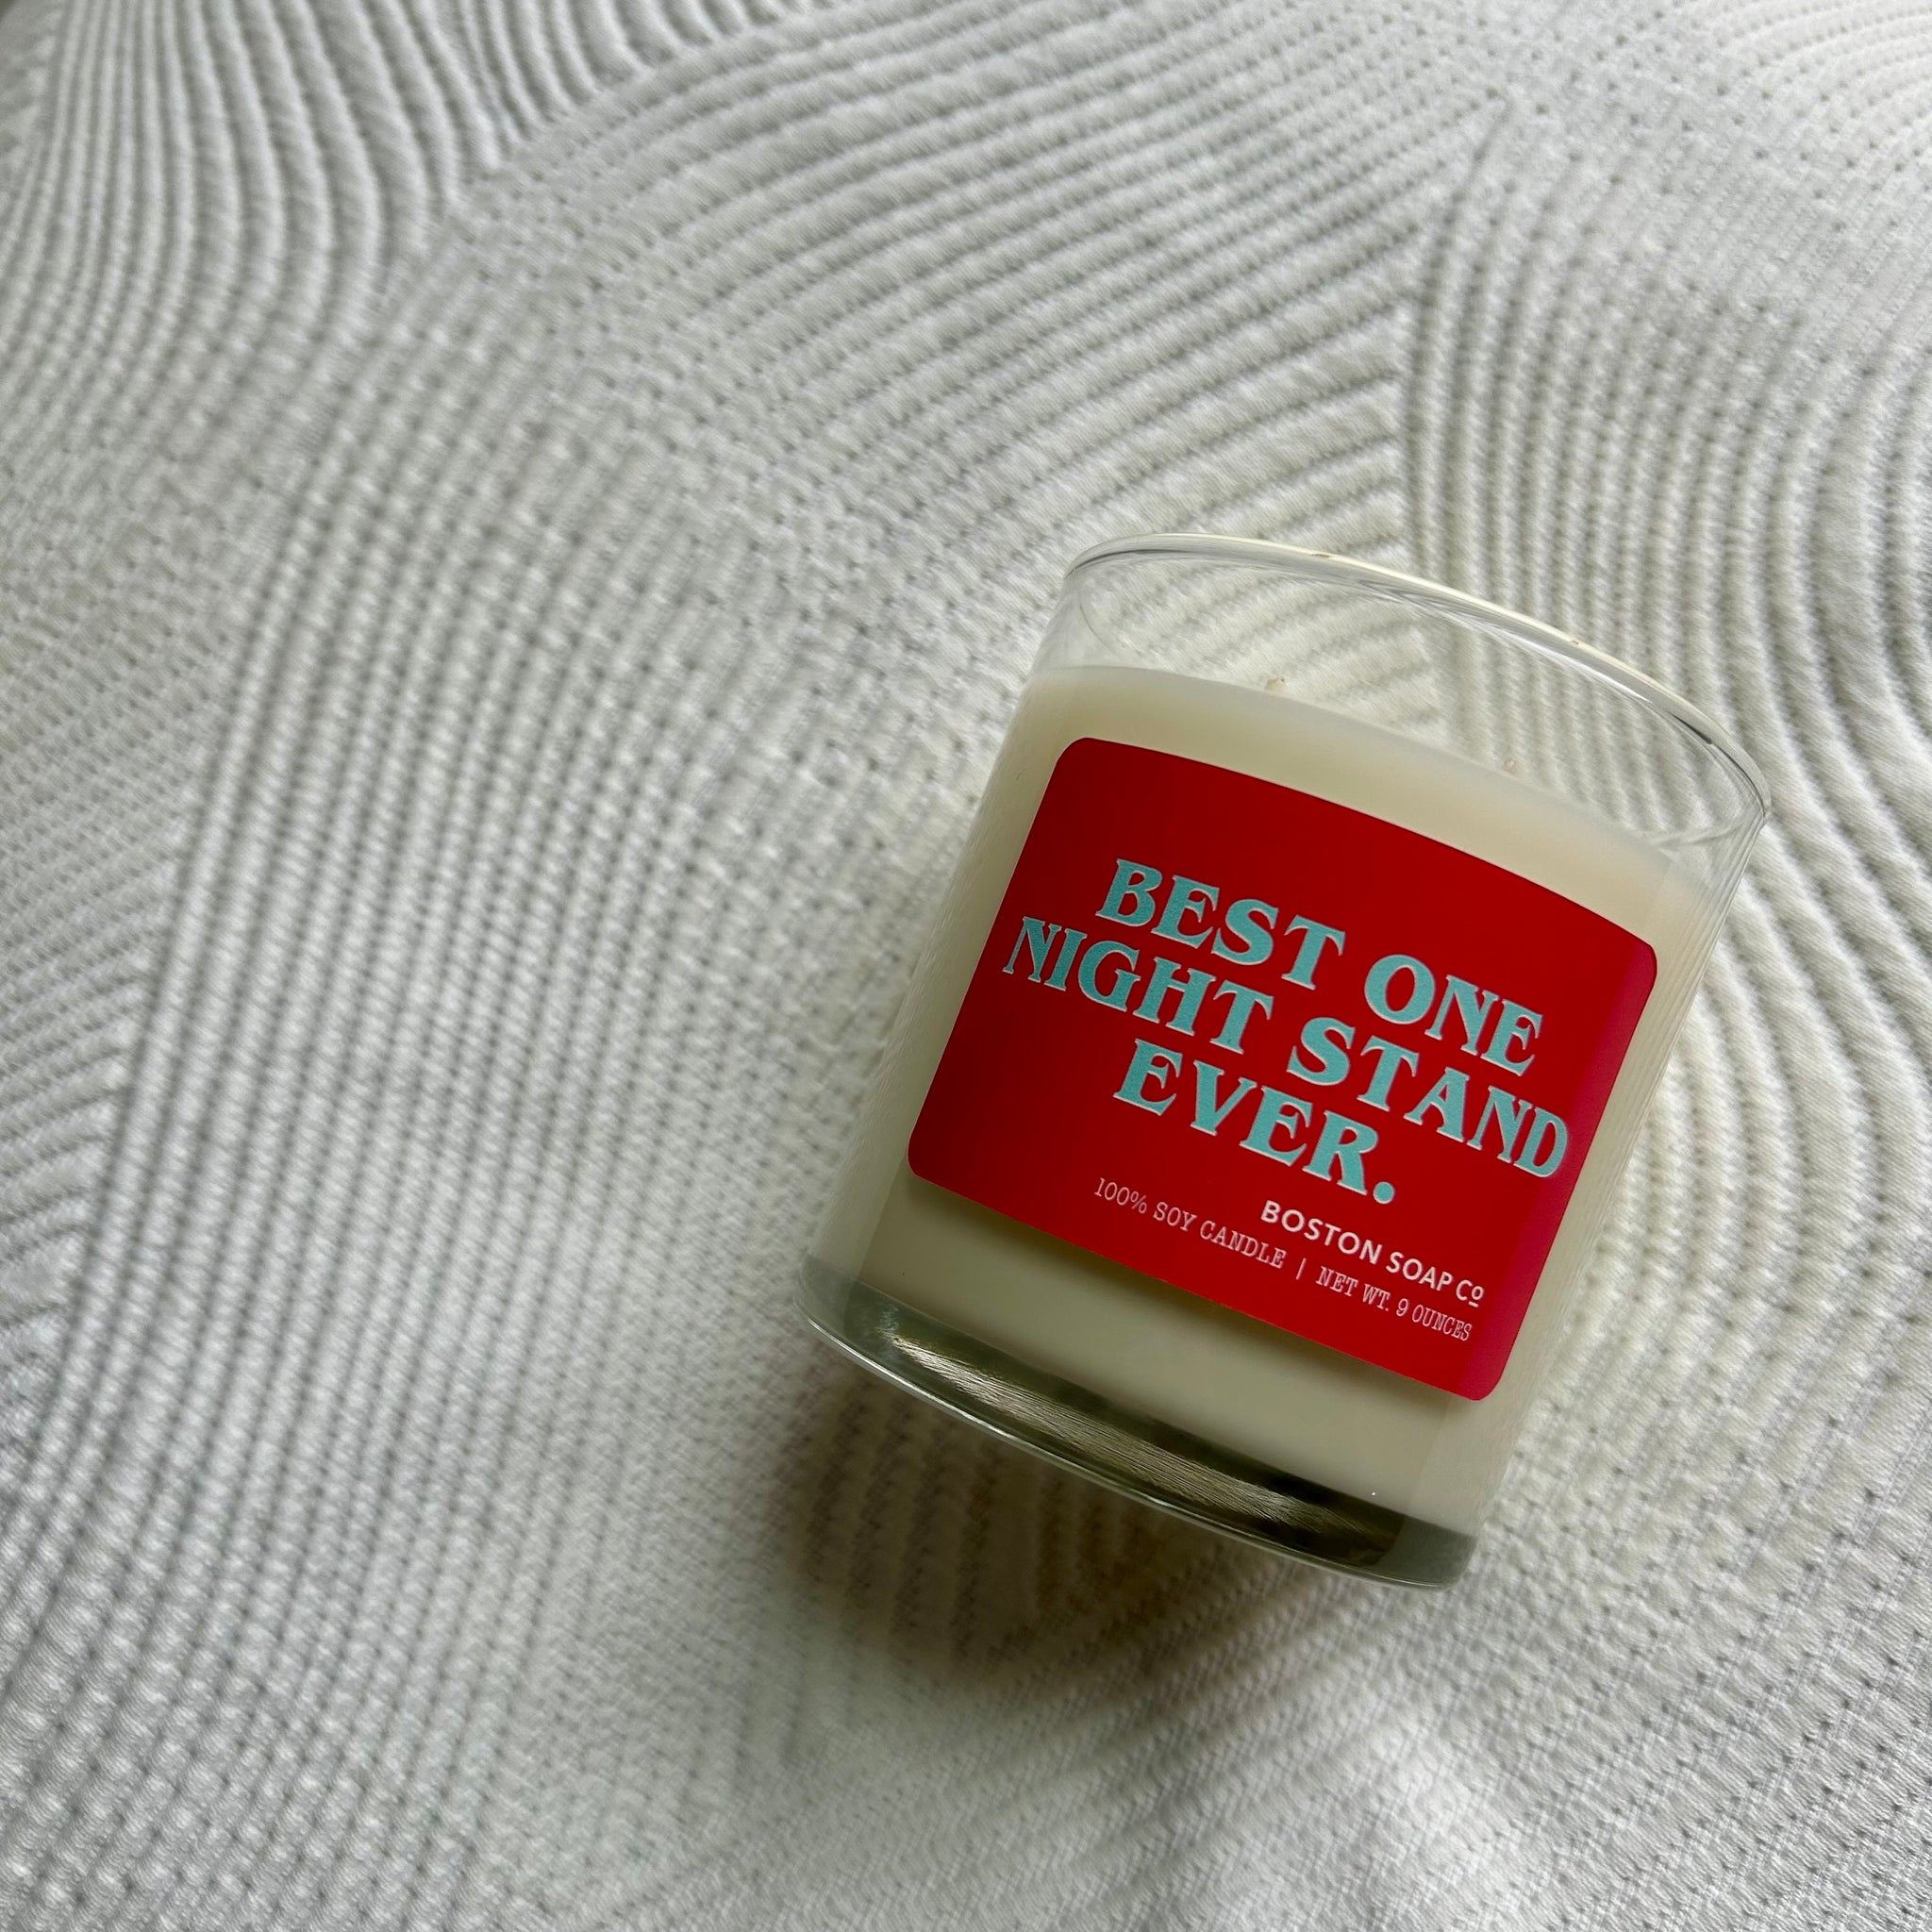 BEST ONE
NIGHT STAND
EVER.
BOSTON SOAP Cº
100% SOY CANDLE | NET WT. 9 OUNCES